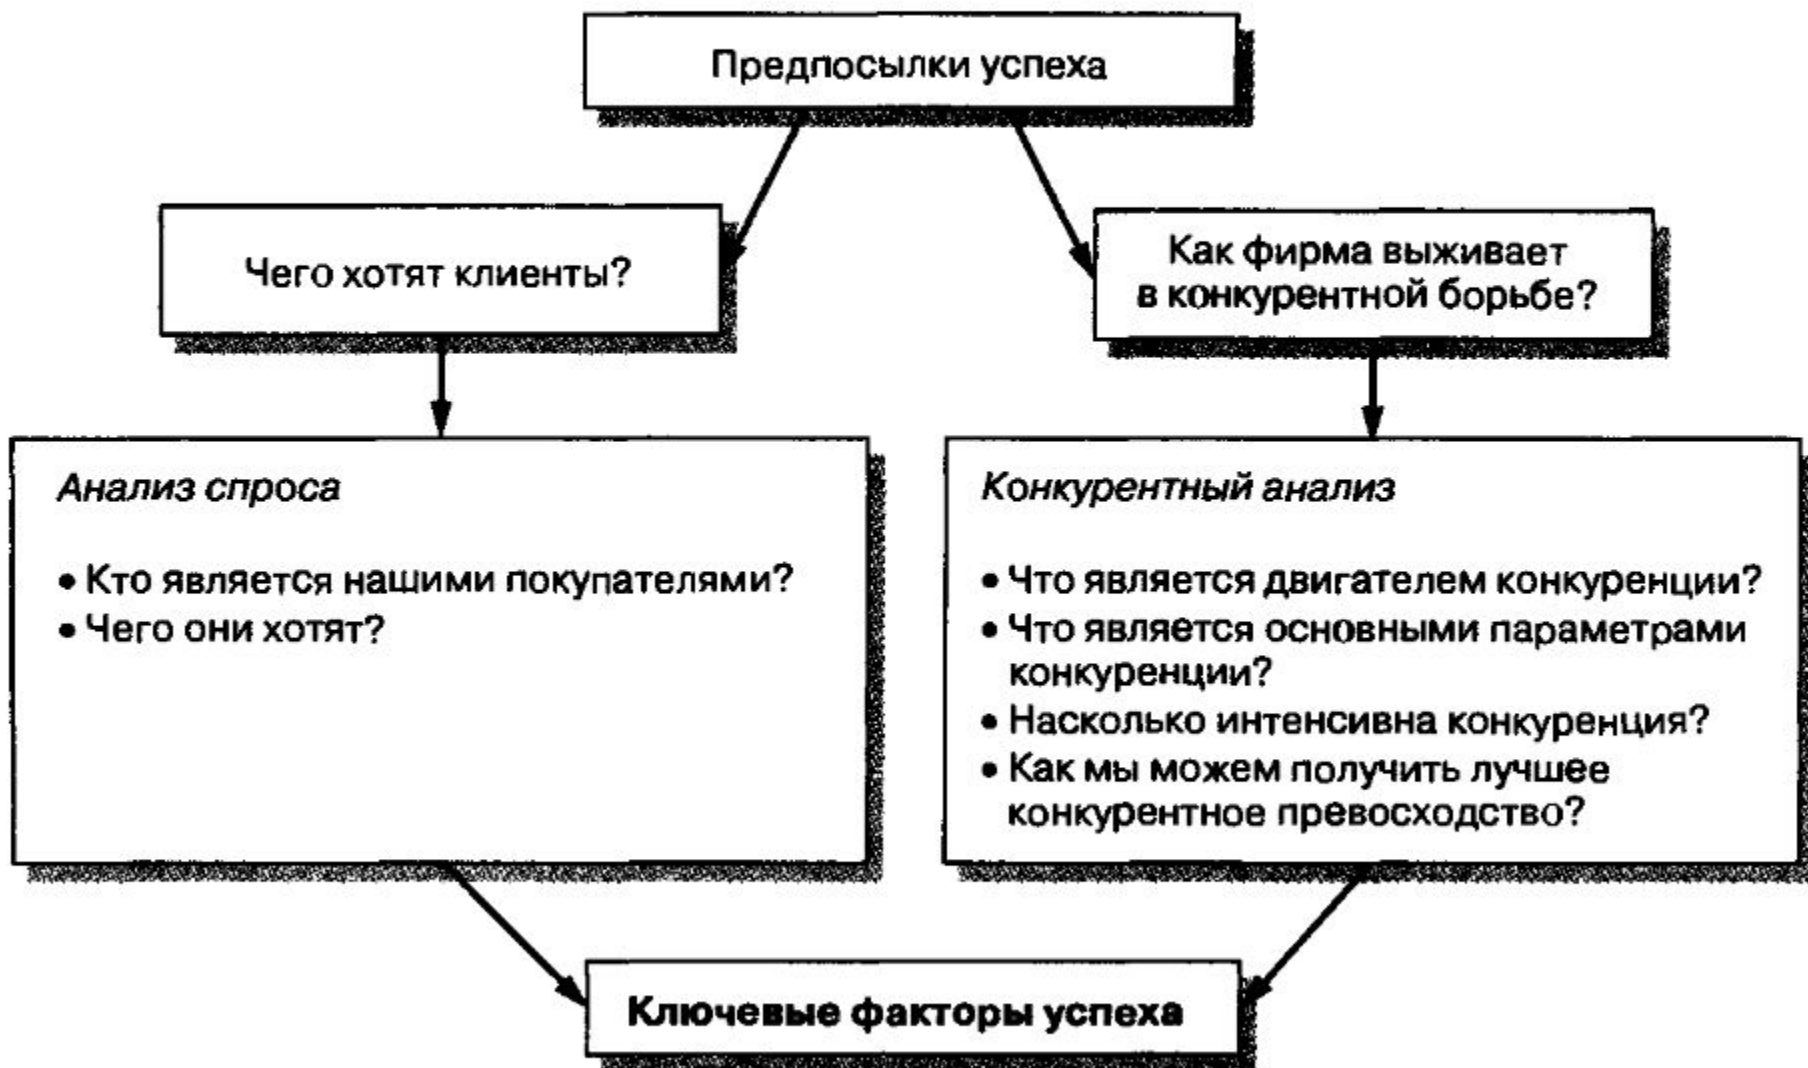 Предпосылки успеха
Чего хотят клиенты?
Как фирма выживает
в конкурентной борьбе?
Анализ спроса
• Кто является нашими покупателями?
• Чего они хотят?
Конкурентный анализ
• Что является двигателем конкуренции?
• Что является основными параметрами
конкуренции?
• Насколько интенсивна конкуренция?
• Как мы можем получить лучшее
конкурентное превосходство?
Ключевые факторы успеха